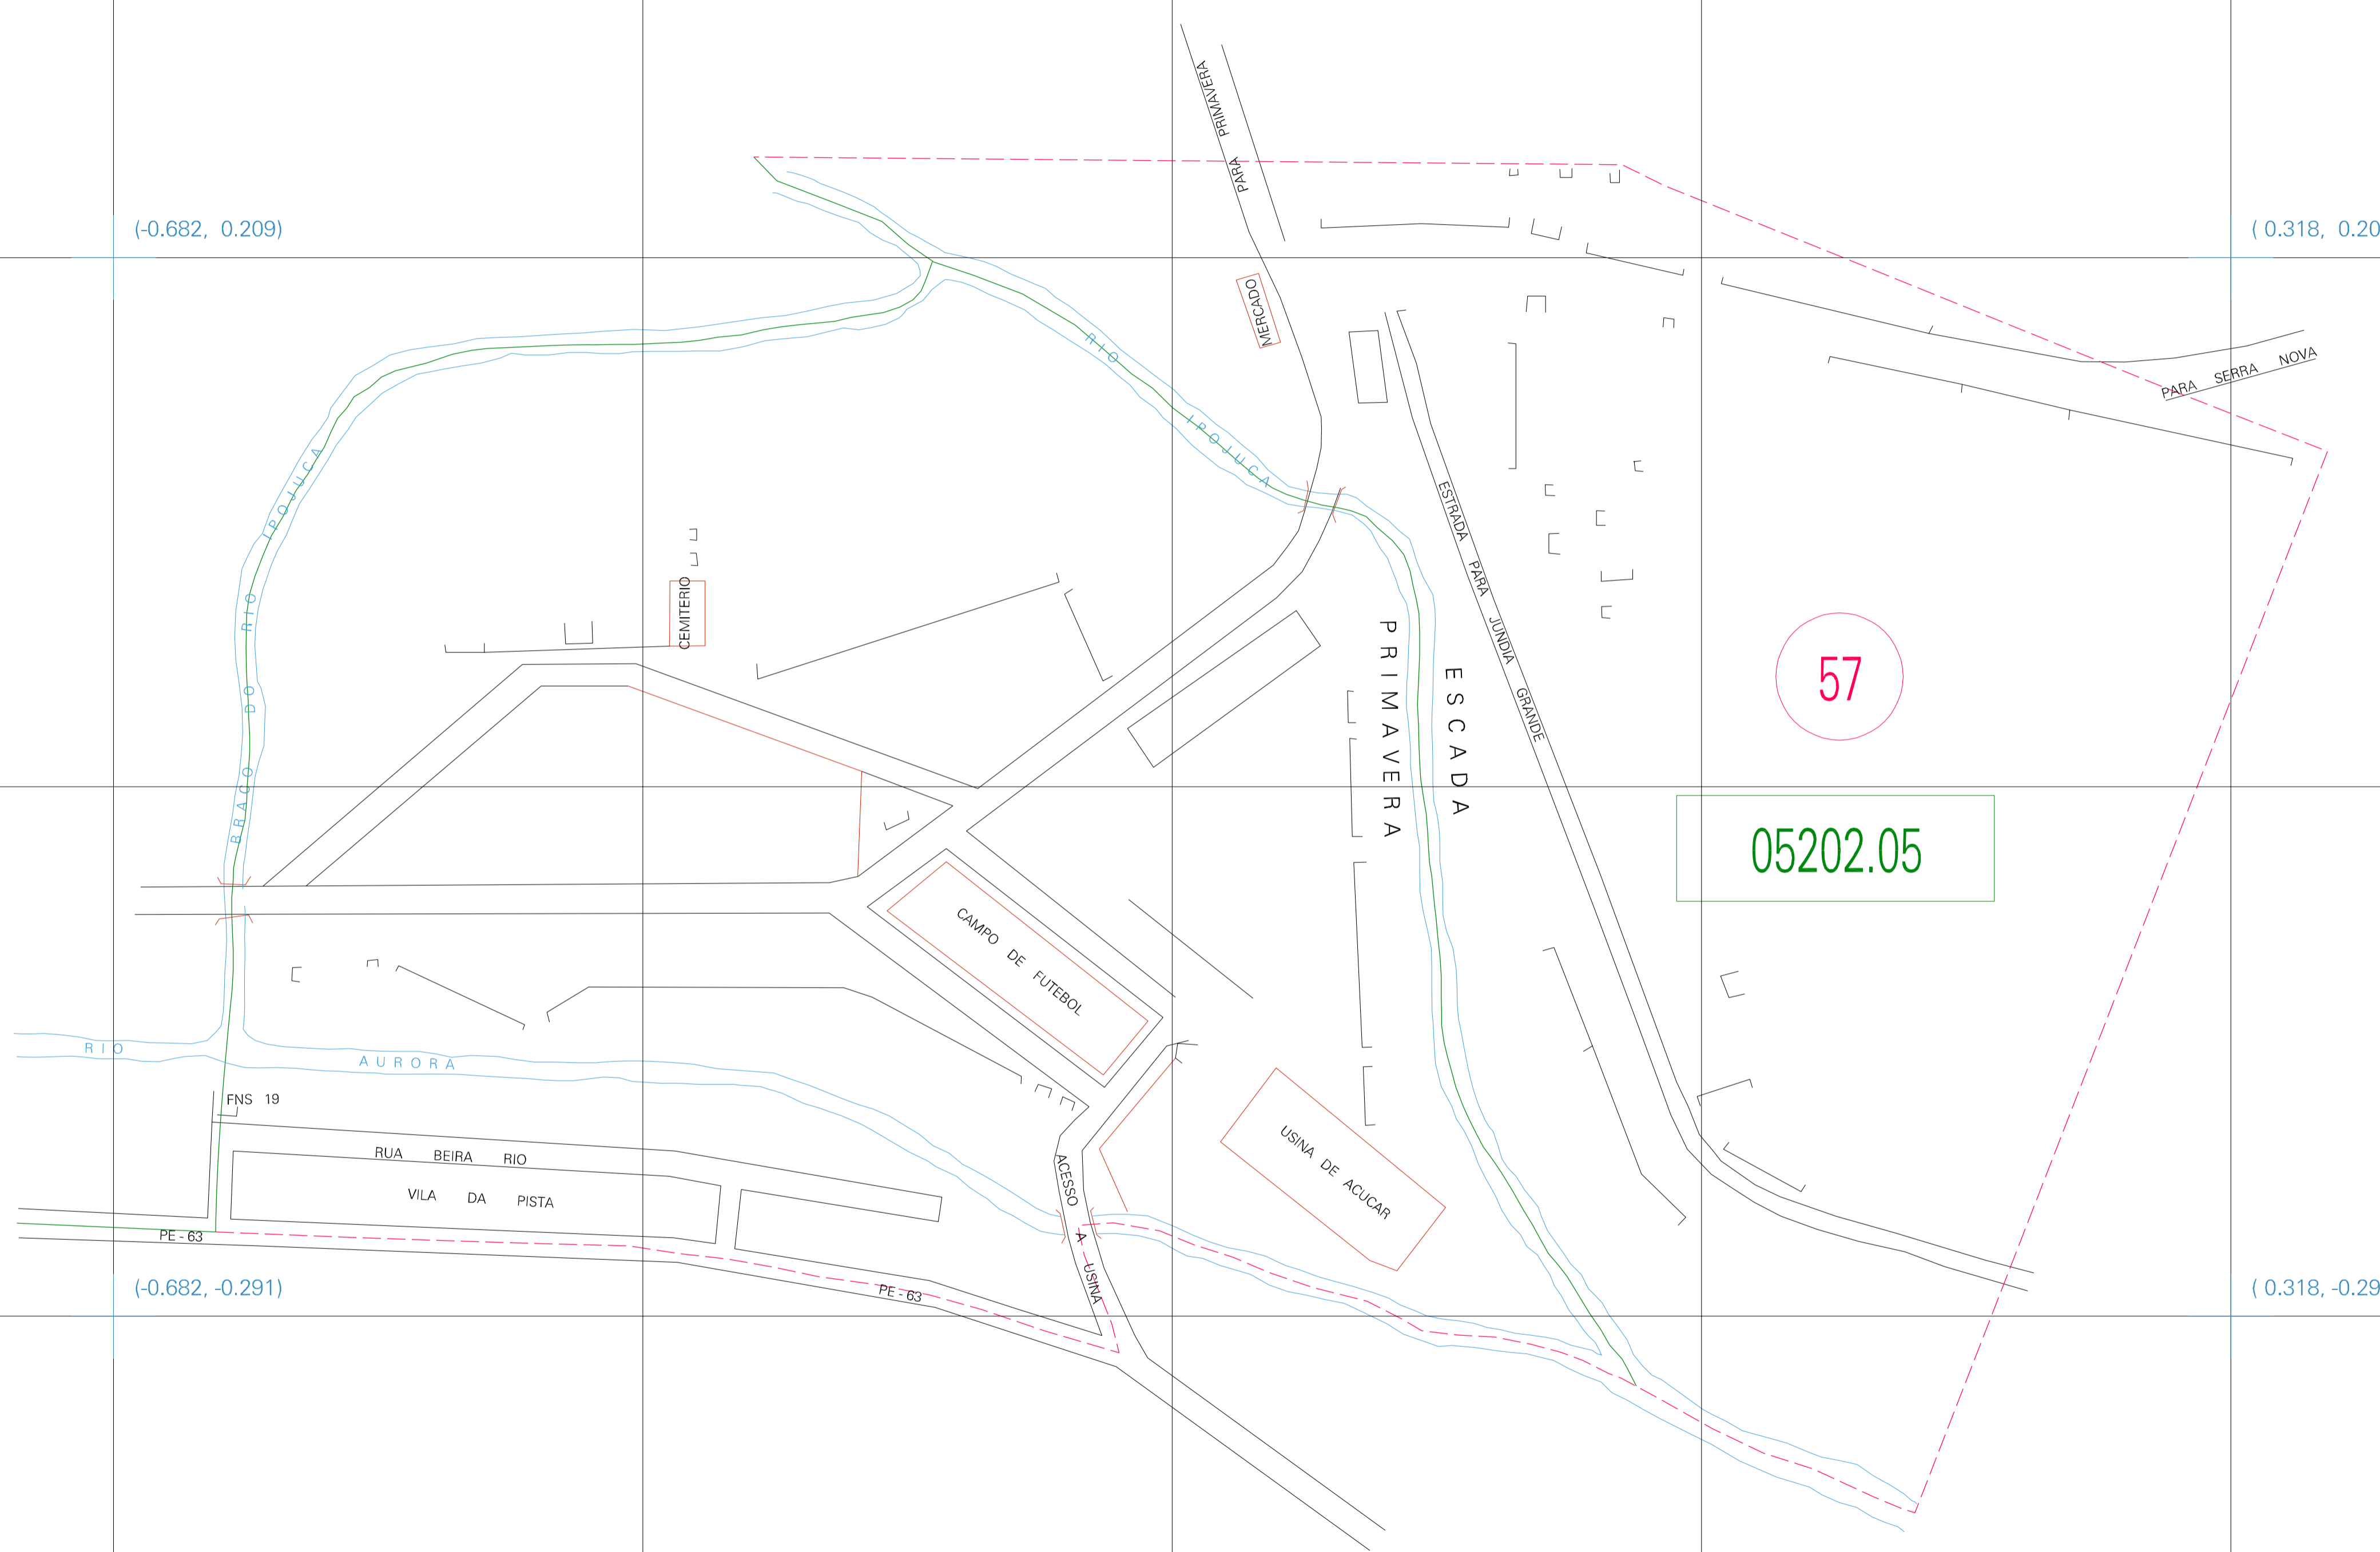 PARA PRIMAVERA
(-0.682, 0.209)
( 0.318, 0.20
MERCADO
RIO IPOJUCA
PARA SERRA NOVA
BRACO DO RIO IPOJUCA
ESTRADA PARA JUNDIA GRANDE
CEMITERIO
PRIMAVERA
ESCADA
57
05202.05
CAMPO DE FUTEBOL
RIO AURORA
FNS 19
RUA BEIRA RIO
VILA DA PISTA
USINA DE ACUCAR
ACESSO A USINA
PE-63
PE-63
(-0.682, -0.291)
( 0.318, -0.29